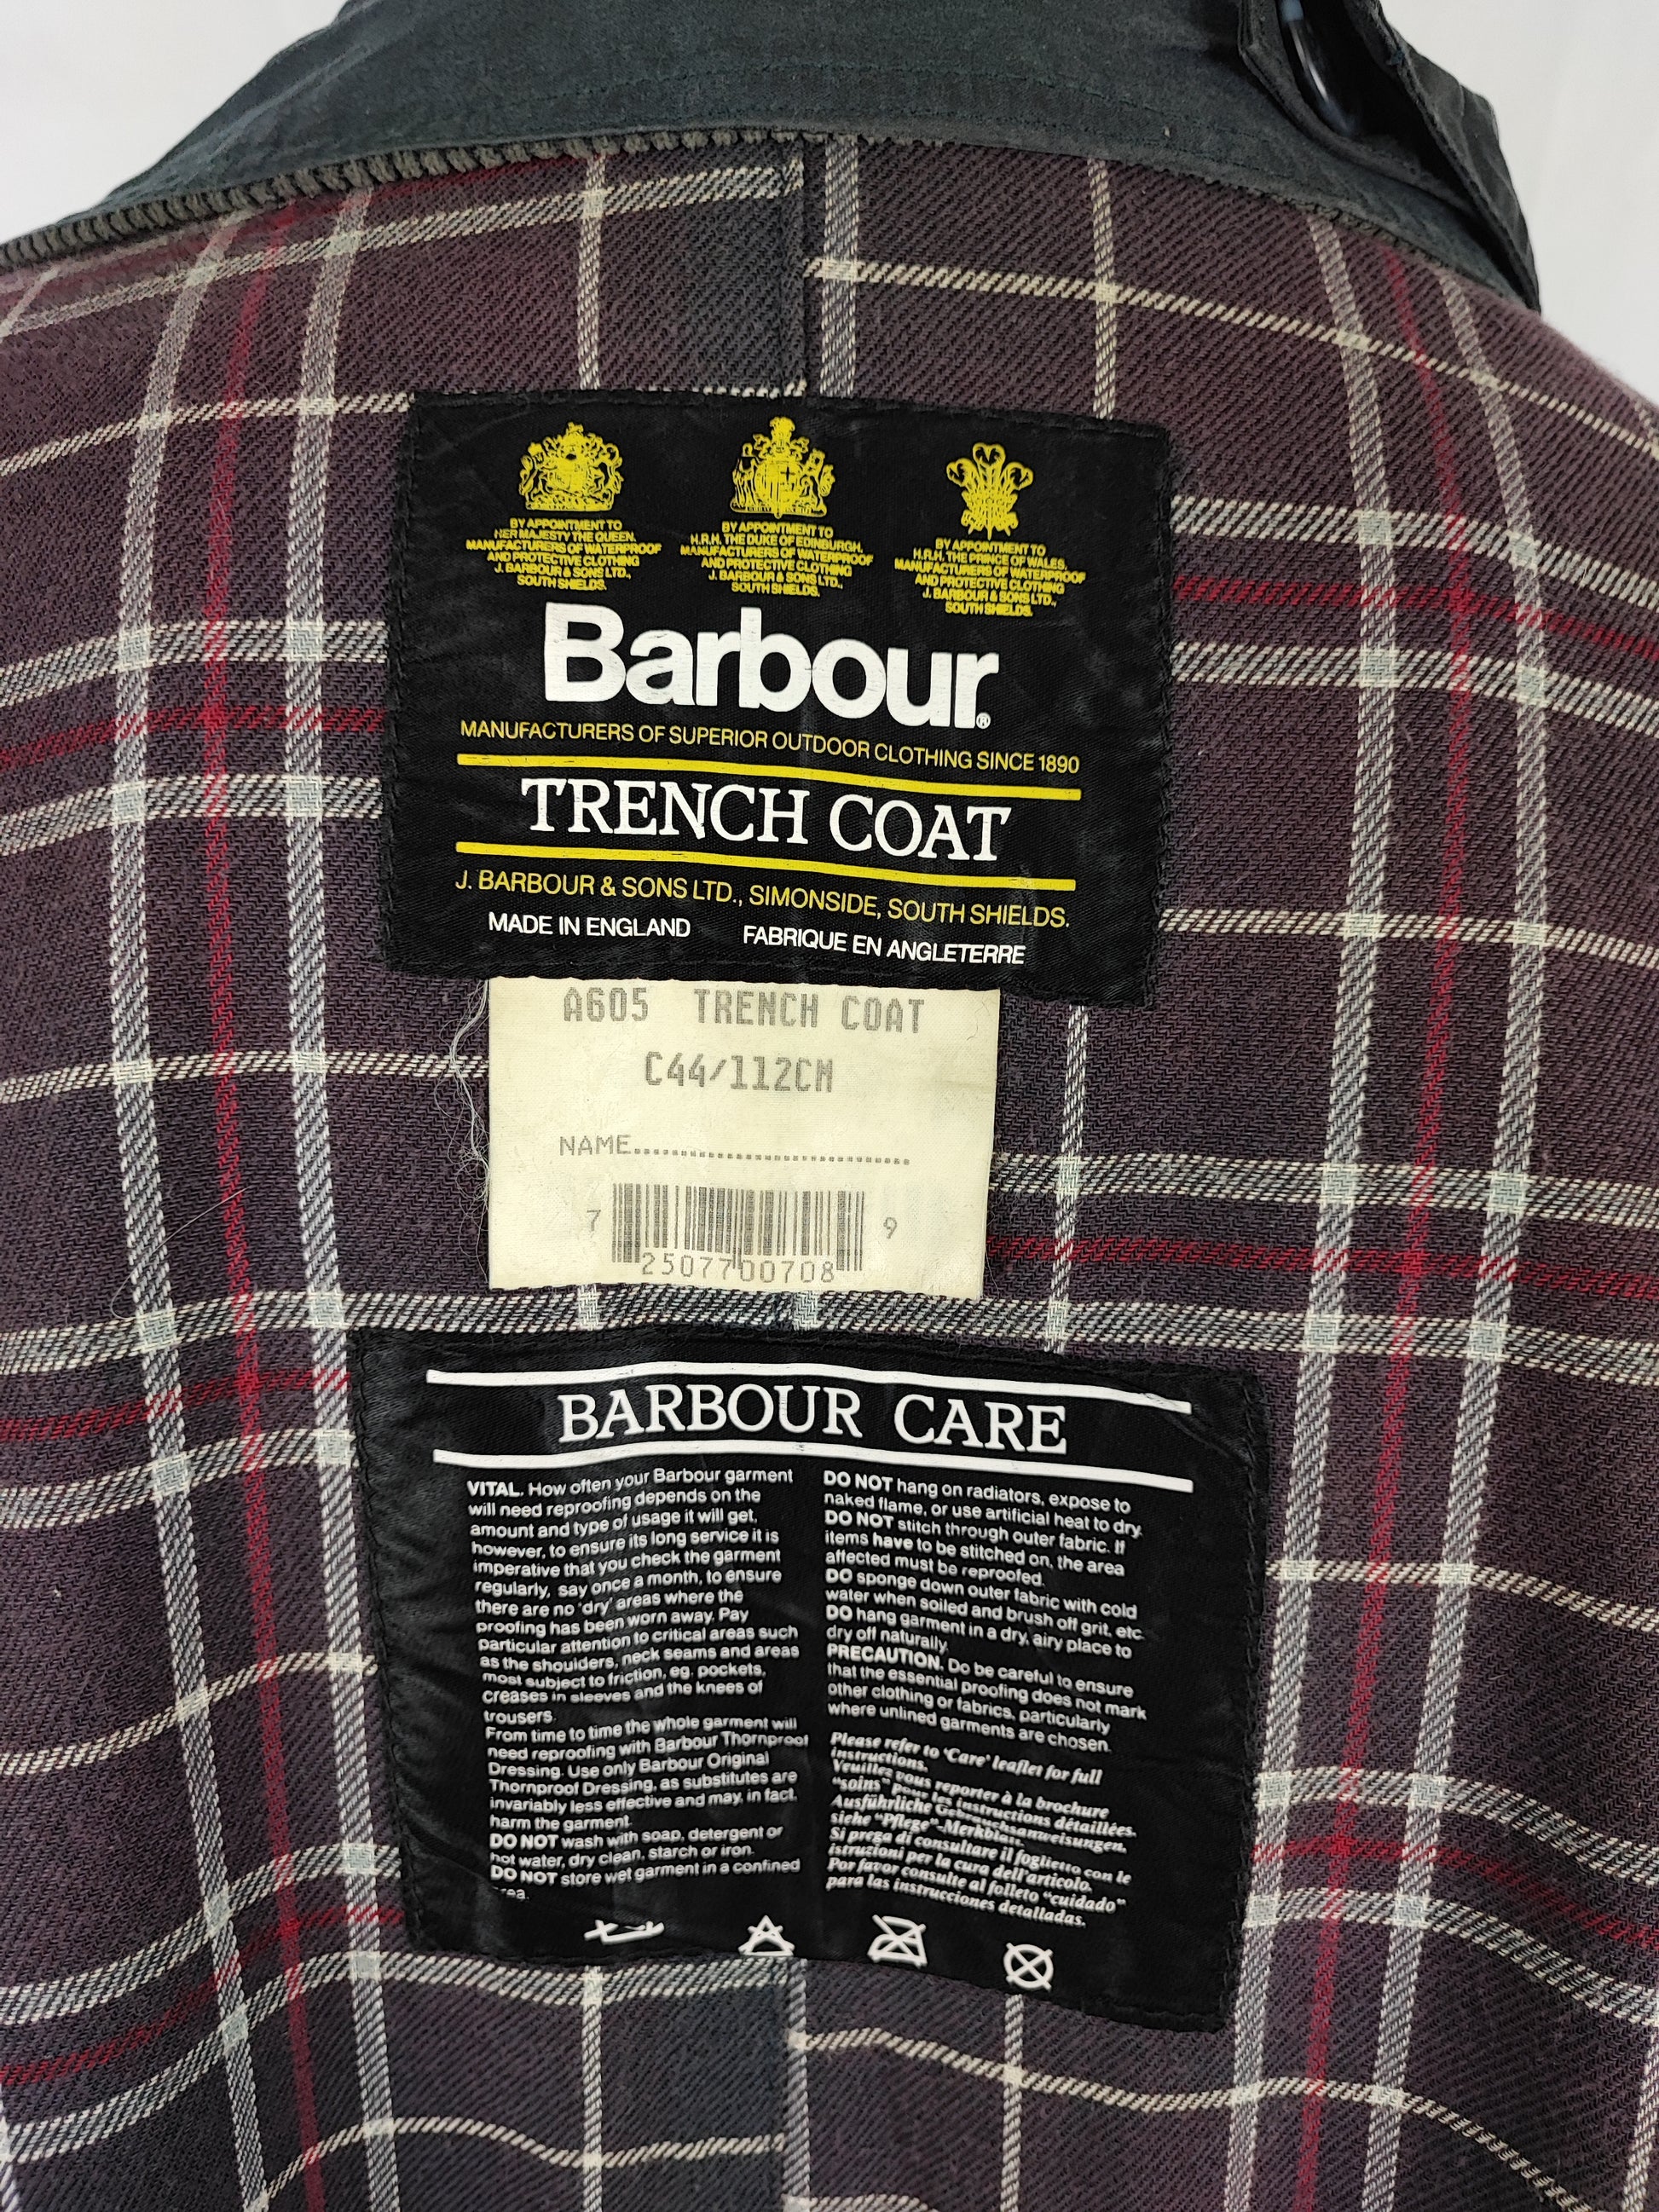 BY APPOINTMENT TO
HER MAJESTY THE QUEEN.
MANUFACTURERS OF WATERPROOF
AND PROTECTIVE CLOTHING
J. BARBOUR & SONS LTD.,
SOUTH SHIELDS.
BY APPOINTMENT TO
H.R.H. THE DUKE OF EDINBURGH.
MANUFACTURERS OF WATERPROOF
AND PROTECTIVE CLOTHING
J. BARBOUR & SONS LTD.,
SOUTH SHIELDS.
BY APPOINTMENT TO
H.R.H. THE PRINCE OF WALES.
MANUFACTURERS OF WATERPROOF
AND PROTECTIVE CLOTHING
J. BARBOUR & SONS LTD.,
SOUTH SHIELDS.
Barbour®
MANUFACTURERS OF SUPERIOR OUTDOOR CLOTHING SINCE 1890
TRENCH COAT
J. BARBOUR & SONS LTD., SIMONSIDE, SOUTH SHIELDS.
MADE IN ENGLAND FABRIQUE EN ANGLETERRE
A605 TRENCH COAT
C44/112CM
NAME..............................
7 25077 00708 9
BARBOUR CARE
VITAL. How often your Barbour garment
will need reproofing depends on the
amount and type of usage it will get,
however, to ensure its long service it is
imperative that you check the garment
regularly, say once a month, to ensure
there are no 'dry' areas where the
proofing has been worn away. Pay
particular attention to critical areas such
as the shoulders, neck seams and areas
most subject to friction, eg. pockets,
creases in sleeves and the knees of
trousers.
From time to time the whole garment will
need reproofing with Barbour Thornproof
Dressing. Use only Barbour Original
Thornproof Dressing, as substitutes are
invariably less effective and may, in fact,
harm the garment.
DO NOT wash with soap, detergent or
hot water, dry clean, starch or iron.
DO NOT store wet garment in a confined
area.
DO NOT hang on radiators, expose to
naked flame, or use artificial heat to dry.
DO NOT stitch through outer fabric. If
items have to be stitched on, the area
affected must be reproofed.
DO sponge down outer fabric with cold
water when soiled and brush off grit, etc.
DO hang garment in a dry, airy place to
dry off naturally.
PRECAUTION. Do be careful to ensure
that the essential proofing does not mark
other clothing or fabrics, particularly
where unlined garments are chosen.
Please refer to 'Care' leaflet for full
instructions.
Veuillez vous reporter à la brochure
"soins" pour les instructions détaillées.
Ausführliche Gebrauchsanweisungen,
siehe "Pflege"-Merkblatt.
Si prega di consultare il foglietto con le
istruzioni per la cura dell'articolo.
Por favor consulte al folleto "cuidado"
para las instrucciones detalladas.